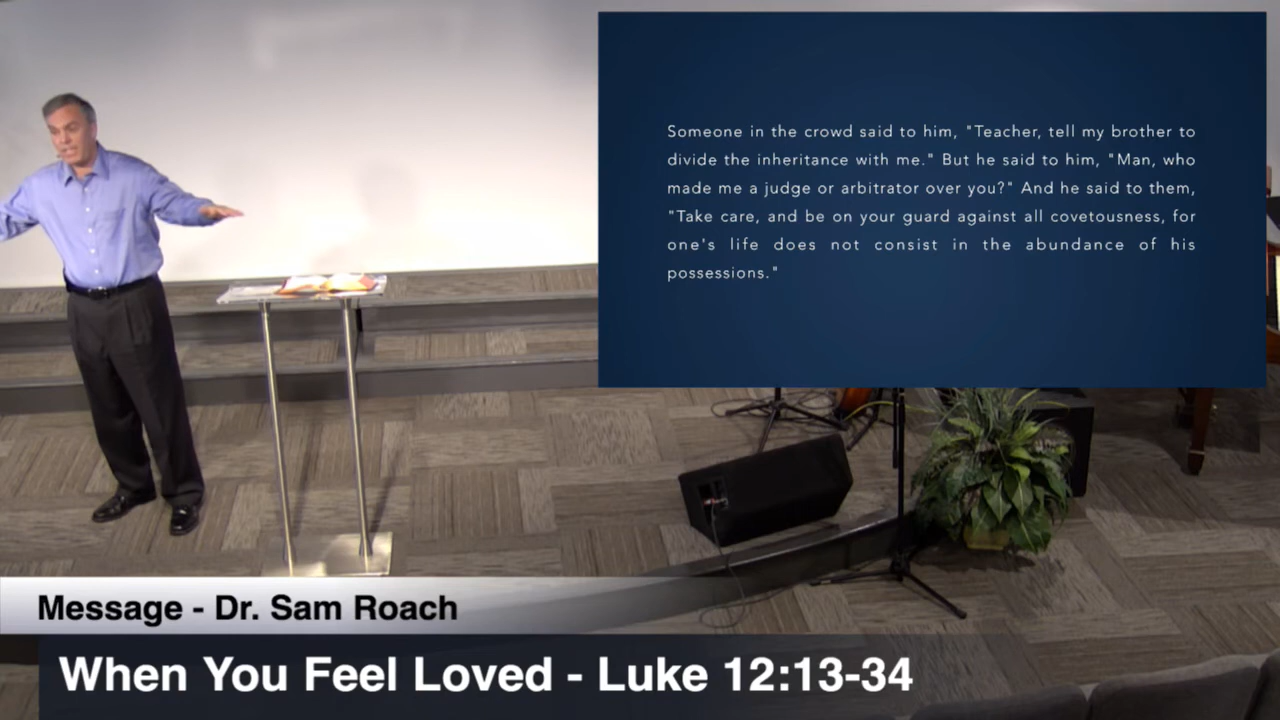 Someone in the crowd said to him, "Teacher, tell my brother to
divide the inheritance with me." But he said to him, "Man, who
made me a judge or arbitrator over you?" And he said to them,
"Take care, and be on your guard against all covetousness, for
one's life does not consist in the abundance of his
possessions."
Message - Dr. Sam Roach
When You Feel Loved - Luke 12:13-34